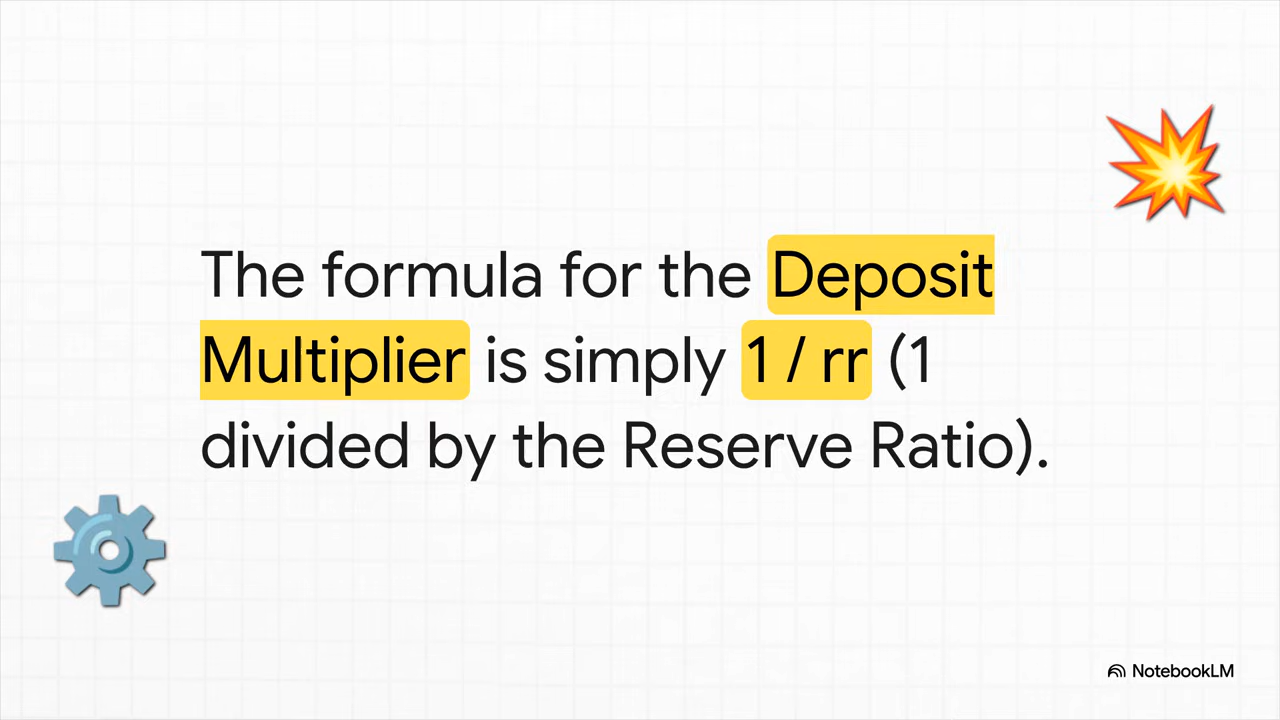 The formula for the Deposit
Multiplier is simply 1 / rr (1
divided by the Reserve Ratio).
NotebookLM